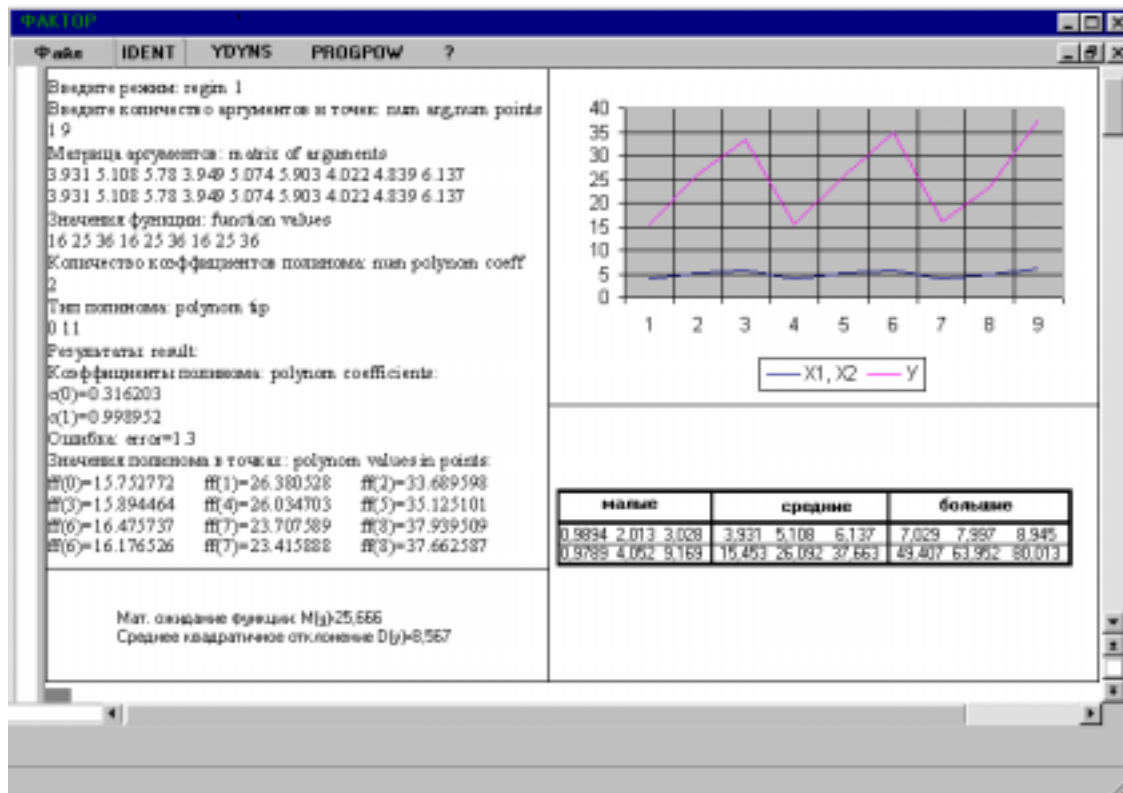 ФАКТОР
Файл IDENT YDYNS PROGPOW ?
Введите режим: regim 1
Введите количество аргументов и точек: num arg,num points
1 9
Матрица аргументов: matrix of arguments
3.931 5.108 5.78 3.949 5.074 5.903 4.022 4.839 6.137
3.931 5.108 5.78 3.949 5.074 5.903 4.022 4.839 6.137
Значения функции: function values
16 25 36 16 25 36 16 25 36
Количество коэффициентов полинома: num polynom coeff
2
Тип полинома: polynom tip
0 11
Результаты: result:
Коэффициенты полинома: polynom coefficients:
c(0)=0.316203
c(1)=0.998952
Ошибка: error=1.3
Значения полинома в точках: polynom values in points:
ff(0)=15.752772 ff(1)=26.380528 ff(2)=33.689598
ff(3)=15.894464 ff(4)=26.034703 ff(5)=35.125101
ff(6)=16.475737 ff(7)=23.707589 ff(8)=37.939509
ff(6)=16.176526 ff(7)=23.415888 ff(8)=37.662587
Мат. ожидание функции: M(y)=25,666
Среднее квадратичное отклонение D(y)=8,567
40
35
30
25
20
15
10
5
0
1 2 3 4 5 6 7 8 9
X1, X2 y
малые средние большие
0,9894 2,013 3,028 3,931 5,108 6,137 7,029 7,997 8,945
0,9789 4,052 9,169 15,453 26,092 37,663 49,407 63,952 80,013